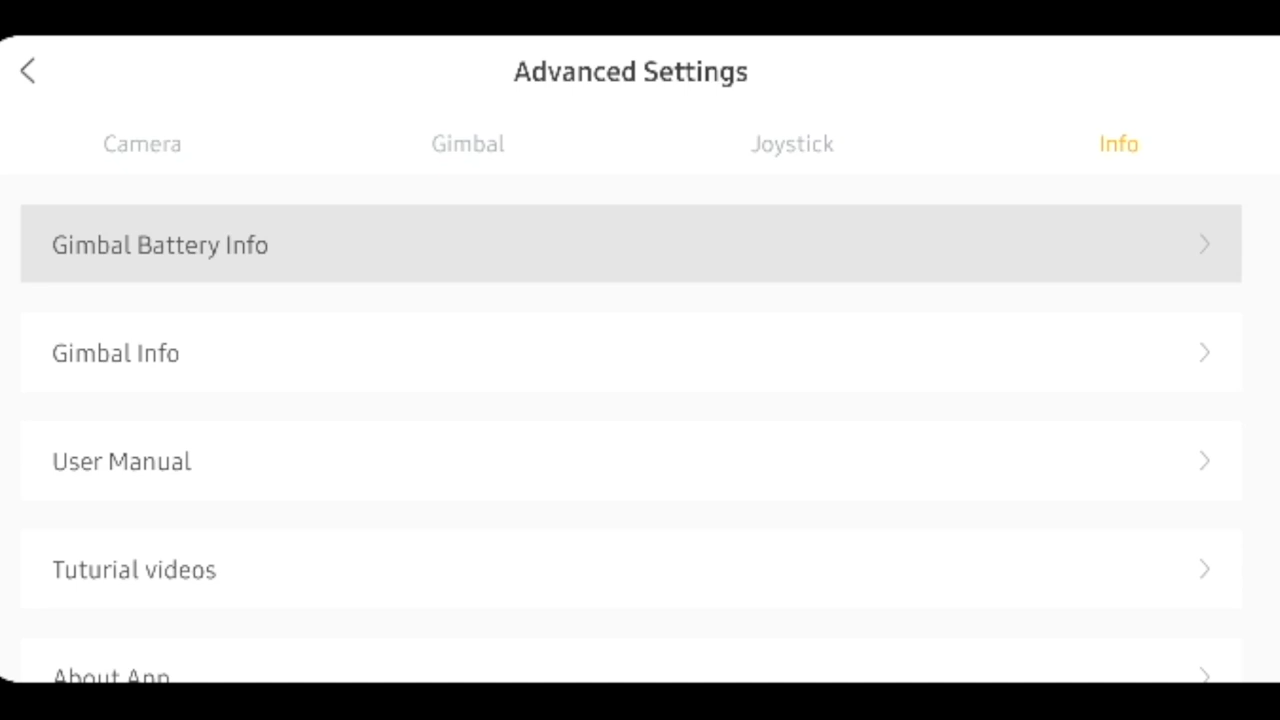 Advanced Settings
Camera
Gimbal
Joystick
Info
Gimbal Battery Info
Gimbal Info
User Manual
Tuturial videos
About App